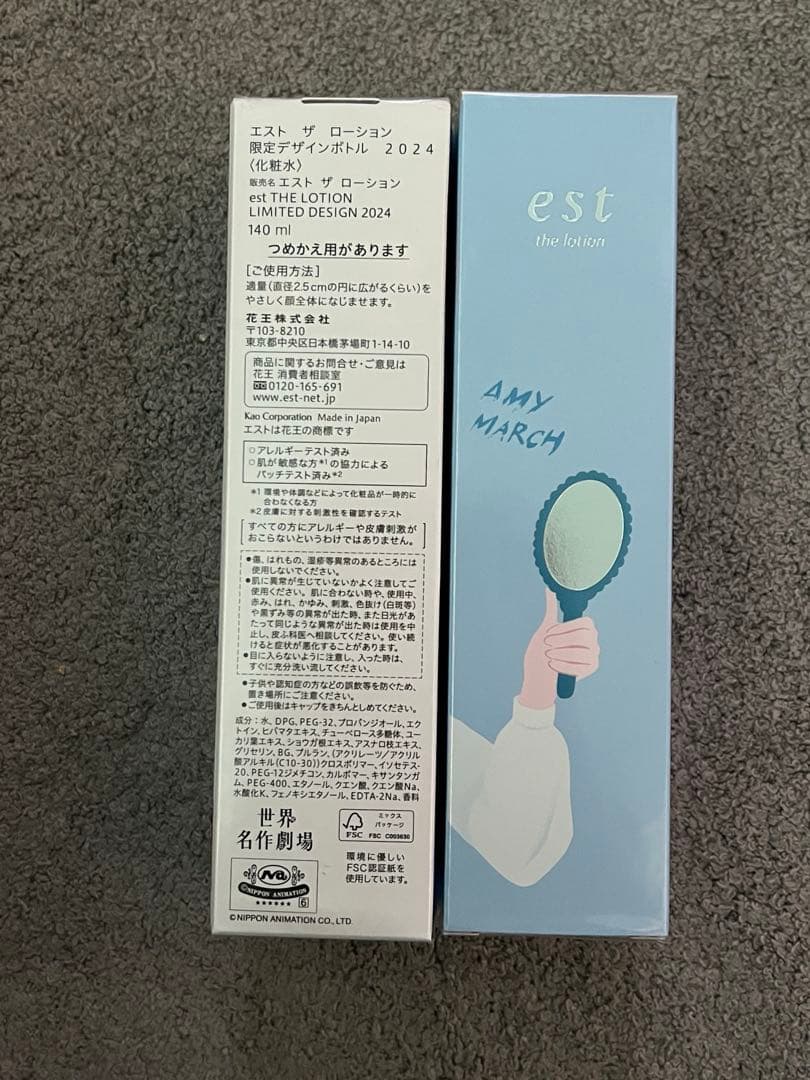 エスト ザ ローション
限定デザインボトル 2024
〈化粧水〉
販売名 エスト ザ ローション
est THE LOTION
LIMITED DESIGN 2024
140 ml
つめかえ用があります
[ご使用方法]
適量(直径2.5cmの円に広がるくらい)を
やさしく顔全体になじませます。
花王株式会社
〒103-8210
東京都中央区日本橋茅場町1-14-10
商品に関するお問合せ・ご意見は
花王 消費者相談室
0120-165-691
www.est-net.jp
Kao Corporation Made in Japan
エストは花王の商標です
○アレルギーテスト済み
○肌が敏感な方*1の協力による
パッチテスト済み*2
*1 環境や体調などによって化粧品が一時的に
合わなくなる方
*2 皮膚に対する刺激性を確認するテスト
すべての方にアレルギーや皮膚刺激が
おこらないというわけではありません。
●傷、はれもの、湿疹等異常のあるところには
使用しないでください。
●肌に異常が生じていないかよく注意してご
使用ください。肌に合わない時や、使用中、
赤み、はれ、かゆみ、刺激、色抜け(白斑等)
や黒ずみ等の異常が出た時、また日光があ
たって同じような異常が出た時は使用を中
止し、皮ふ科医へ相談してください。使い続
けると症状が悪化することがあります。
●目に入らないように注意し、入った時は、
すぐに充分洗い流してください。
●子供や認知症の方などの誤飲等を防ぐため、
置き場所にご注意ください。
●ご使用後はキャップをきちんとしめてください。
成分：水、DPG、PEG-32、プロパンジオール、エク
トイン、ヒバマタエキス、チューベロース多糖体、ユー
カリ葉エキス、ショウガ根エキス、アスナロ枝エキス、
グリセリン、BG、プルラン、(アクリレーツ/アクリル
酸アルキル(C10-30))クロスポリマー、イソセテス-
20、PEG-12ジメチコン、カルボマー、キサンタンガ
ム、PEG-400、エタノール、クエン酸、クエン酸Na、
水酸化K、フェノキシエタノール、EDTA-2Na、香料
世界
名作劇場
Na
©NIPPON ANIMATION
★★★★★★ 6
©NIPPON ANIMATION CO., LTD.
FSC
ミックス
パッケージ
FSC C003630
環境に優しい
FSC認証紙を
使用しています。
est
the lotion
AMY
MARCH